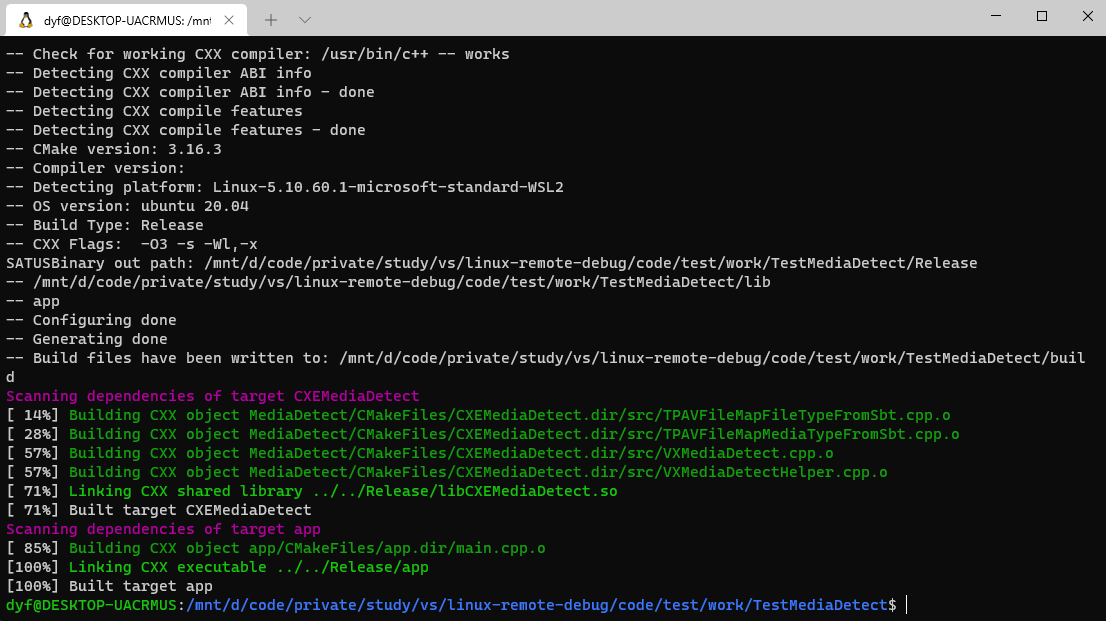 dyf@DESKTOP-UACRMUS: /mnt
-- Check for working CXX compiler: /usr/bin/c++ -- works
-- Detecting CXX compiler ABI info
-- Detecting CXX compiler ABI info - done
-- Detecting CXX compile features
-- Detecting CXX compile features - done
-- CMake version: 3.16.3
-- Compiler version:
-- Detecting platform: Linux-5.10.60.1-microsoft-standard-WSL2
-- OS version: ubuntu 20.04
-- Build Type: Release
-- CXX Flags:  -O3 -s -Wl,-x
SATUSBinary out path: /mnt/d/code/private/study/vs/linux-remote-debug/code/test/work/TestMediaDetect/Release
-- /mnt/d/code/private/study/vs/linux-remote-debug/code/test/work/TestMediaDetect/lib
-- app
-- Configuring done
-- Generating done
-- Build files have been written to: /mnt/d/code/private/study/vs/linux-remote-debug/code/test/work/TestMediaDetect/buil
d
Scanning dependencies of target CXEMediaDetect
[ 14%] Building CXX object MediaDetect/CMakeFiles/CXEMediaDetect.dir/src/TPAVFileMapFileTypeFromSbt.cpp.o
[ 28%] Building CXX object MediaDetect/CMakeFiles/CXEMediaDetect.dir/src/TPAVFileMapMediaTypeFromSbt.cpp.o
[ 57%] Building CXX object MediaDetect/CMakeFiles/CXEMediaDetect.dir/src/VXMediaDetect.cpp.o
[ 57%] Building CXX object MediaDetect/CMakeFiles/CXEMediaDetect.dir/src/VXMediaDetectHelper.cpp.o
[ 71%] Linking CXX shared library ../../Release/libCXEMediaDetect.so
[ 71%] Built target CXEMediaDetect
Scanning dependencies of target app
[ 85%] Building CXX object app/CMakeFiles/app.dir/main.cpp.o
[100%] Linking CXX executable ../../Release/app
[100%] Built target app
dyf@DESKTOP-UACRMUS:/mnt/d/code/private/study/vs/linux-remote-debug/code/test/work/TestMediaDetect$